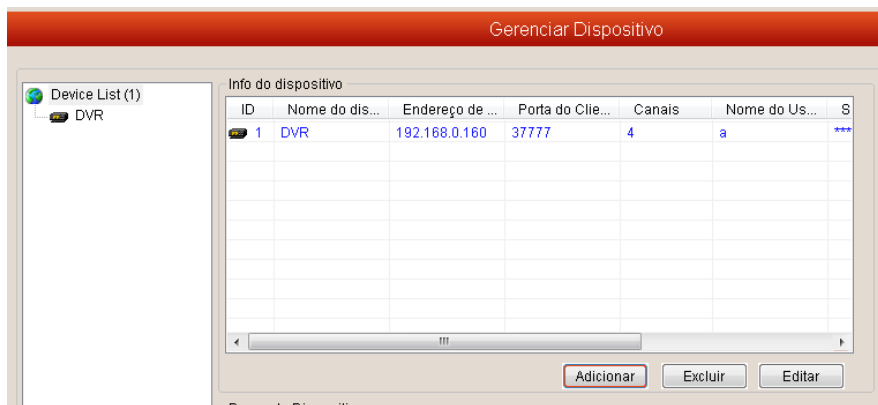 Gerenciar Dispositivo
Device List (1)
DVR
Info do dispositivo
ID Nome do dis... Endereço de ... Porta do Clie... Canais Nome do Us... S
1 DVR 192.168.0.160 37777 4 a ***
Adicionar Excluir Editar